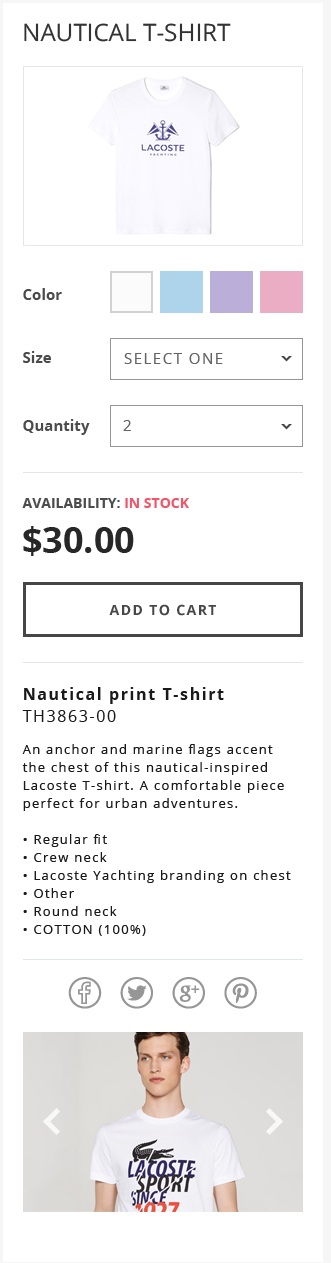 NAUTICAL T-SHIRT
LACOSTE
YACHTING
Color
Size
SELECT ONE
Quantity
2
AVAILABILITY: IN STOCK
$30.00
ADD TO CART
Nautical print T-shirt
TH3863-00
An anchor and marine flags accent
the chest of this nautical-inspired
Lacoste T-shirt. A comfortable piece
perfect for urban adventures.
• Regular fit
• Crew neck
• Lacoste Yachting branding on chest
• Other
• Round neck
• COTTON (100%)
LACOSTE
SPORT
SINCE